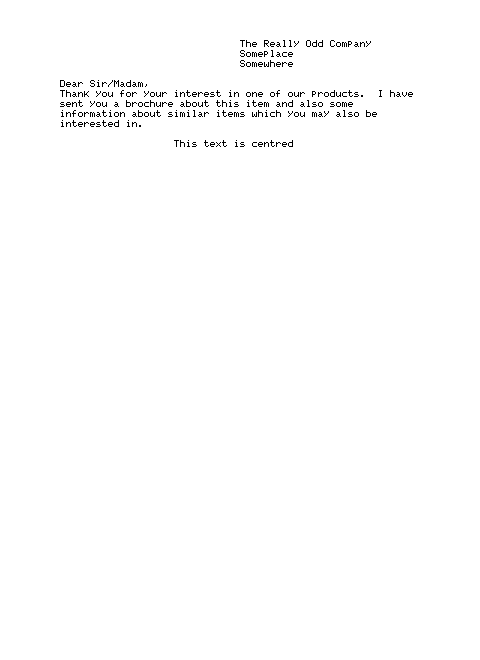 The Really Odd Company
SomePlace
Somewhere
Dear Sir/Madam,
Thank You for Your interest in one of our Products.  I have
sent You a brochure about this item and also some
information about similar items which You may also be
interested in.
This text is centred